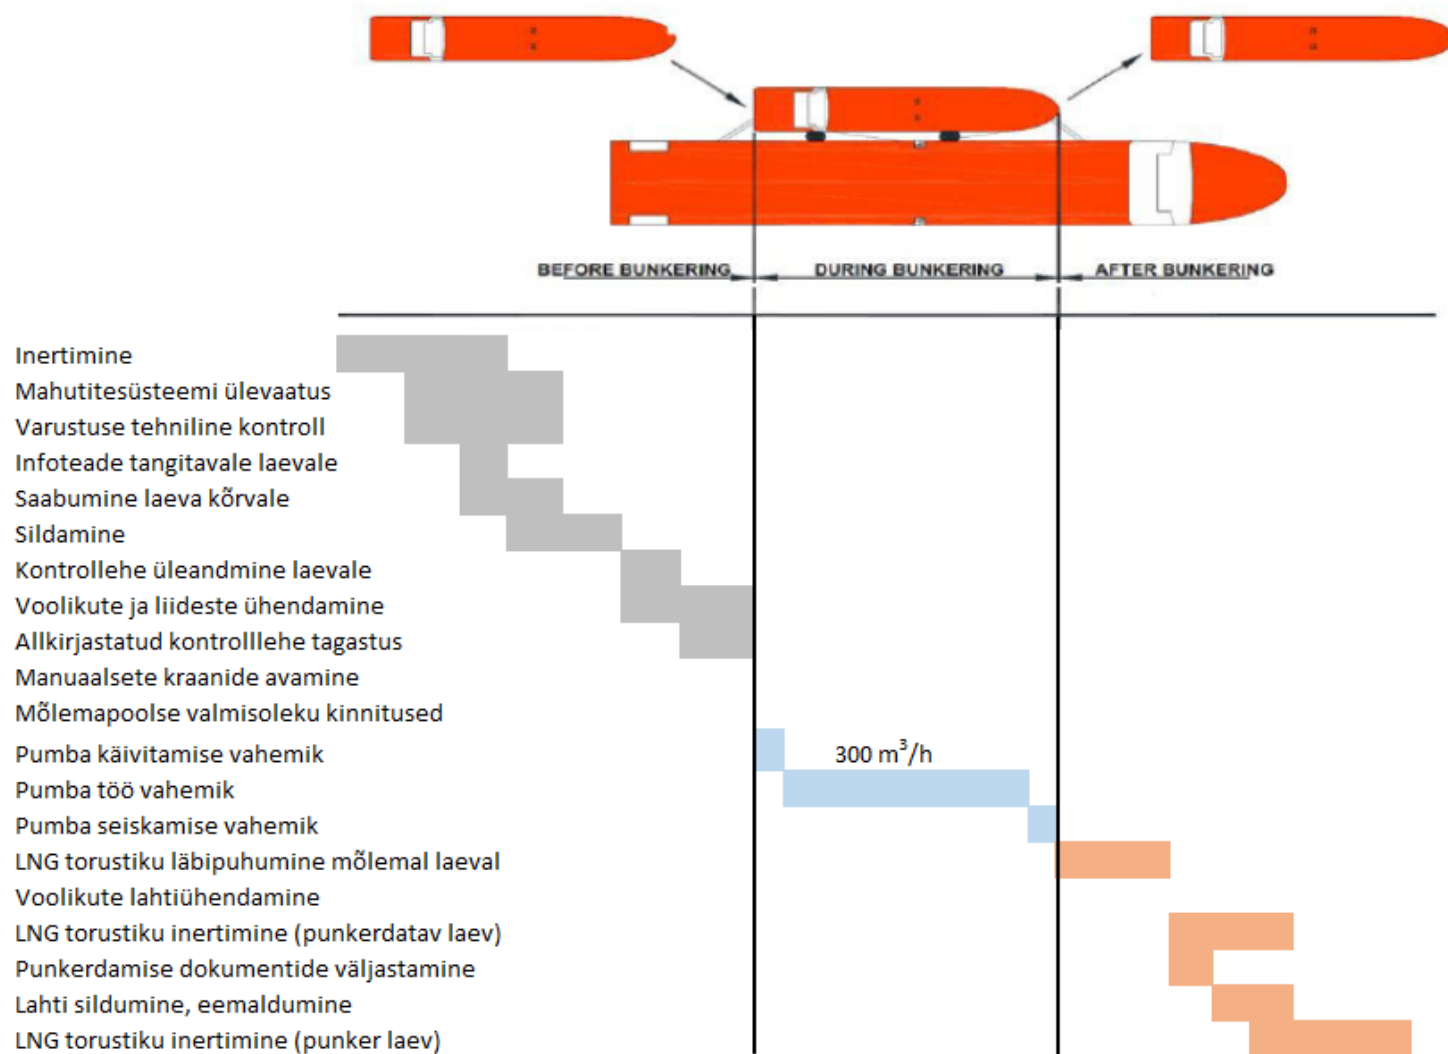 BEFORE BUNKERING DURING BUNKERING AFTER BUNKERING
Inertimine
Mahutitesüsteemi ülevaatus
Varustuse tehniline kontroll
Infoteade tangitavale laevale
Saabumine laeva kõrvale
Sildamine
Kontrollehe üleandmine laevale
Voolikute ja liideste ühendamine
Allkirjastatud kontrolllehe tagastus
Manuaalsete kraanide avamine
Mõlemapoolse valmisoleku kinnitused
Pumba käivitamise vahemik 300 m³/h
Pumba töö vahemik
Pumba seiskamise vahemik
LNG torustiku läbipuhumine mõlemal laeval
Voolikute lahtiühendamine
LNG torustiku inertimine (punkerdatav laev)
Punkerdamise dokumentide väljastamine
Lahti sildumine, eemaldumine
LNG torustiku inertimine (punker laev)